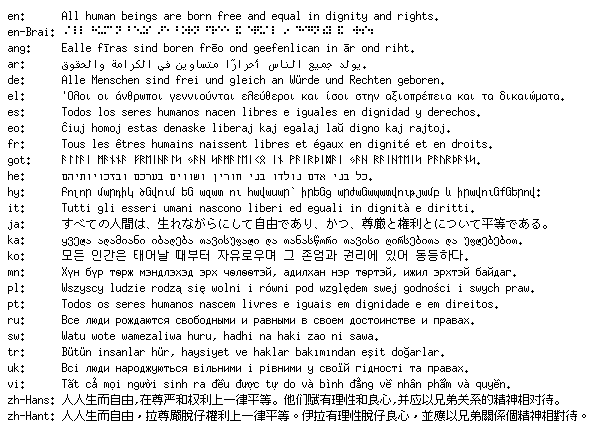 en: All human beings are born free and equal in dignity and rights.
en-Brai:
ang: Ealle fīras sind boren frēo ond geefenlican in ār ond riht.
ar: يولد جميع الناس أحرارًا متساوين في الكرامة والحقوق.
de: Alle Menschen sind frei und gleich an Würde und Rechten geboren.
el: 'Ολοι οι άνθρωποι γεννιούνται ελεύθεροι και ίσοι στην αξιοπρέπεια και τα δικαιώματα.
es: Todos los seres humanos nacen libres e iguales en dignidad y derechos.
eo: Ĉiuj homoj estas denaske liberaj kaj egalaj laŭ digno kaj rajtoj.
fr: Tous les êtres humains naissent libres et égaux en dignité et en droits.
got:
he: כל בני אדם נולדו בני חורין ושווים בערכם ובזכויותיהם.
hy: Բոլոր մարդիկ ծնվում են ազատ ու հավասար՝ իրենց արժանապատվությամբ և իրավունքներով:
it: Tutti gli esseri umani nascono liberi ed eguali in dignità e diritti.
ja: すべての人間は、生れながらにして自由であり、かつ、尊厳と権利とについて平等である。
ka: ყველა ადამიანი იბადება თავისუფალი და თანასწორი თავისი ღირსებითა და უფლებებით.
ko: 모든 인간은 태어날 때부터 자유로우며 그 존엄과 권리에 있어 동등하다.
mn: Хүн бүр төрж мэндлэхэд эрх чөлөөтэй, адилхан нэр төртэй, ижил эрхтэй байдаг.
pl: Wszyscy ludzie rodzą się wolni i równi pod względem swej godności i swych praw.
pt: Todos os seres humanos nascem livres e iguais em dignidade e em direitos.
ru: Все люди рождаются свободными и равными в своем достоинстве и правах.
sw: Watu wote wamezaliwa huru, hadhi na haki zao ni sawa.
tr: Bütün insanlar hür, haysiyet ve haklar bakımından eşit doğarlar.
uk: Всі люди народжуються вільними і рівними у своїй гідності та правах.
vi: Tất cả mọi người sinh ra đều được tự do và bình đẳng về nhân phẩm và quyền.
zh-Hans: 人人生而自由,在尊严和权利上一律平等。他们赋有理性和良心,并应以兄弟关系的精神相对待。
zh-Hant: 人人生而自由，拉尊嚴脫仔權利上一律平等。伊拉有理性脫仔良心，並應以兄弟關係個精神相對待。